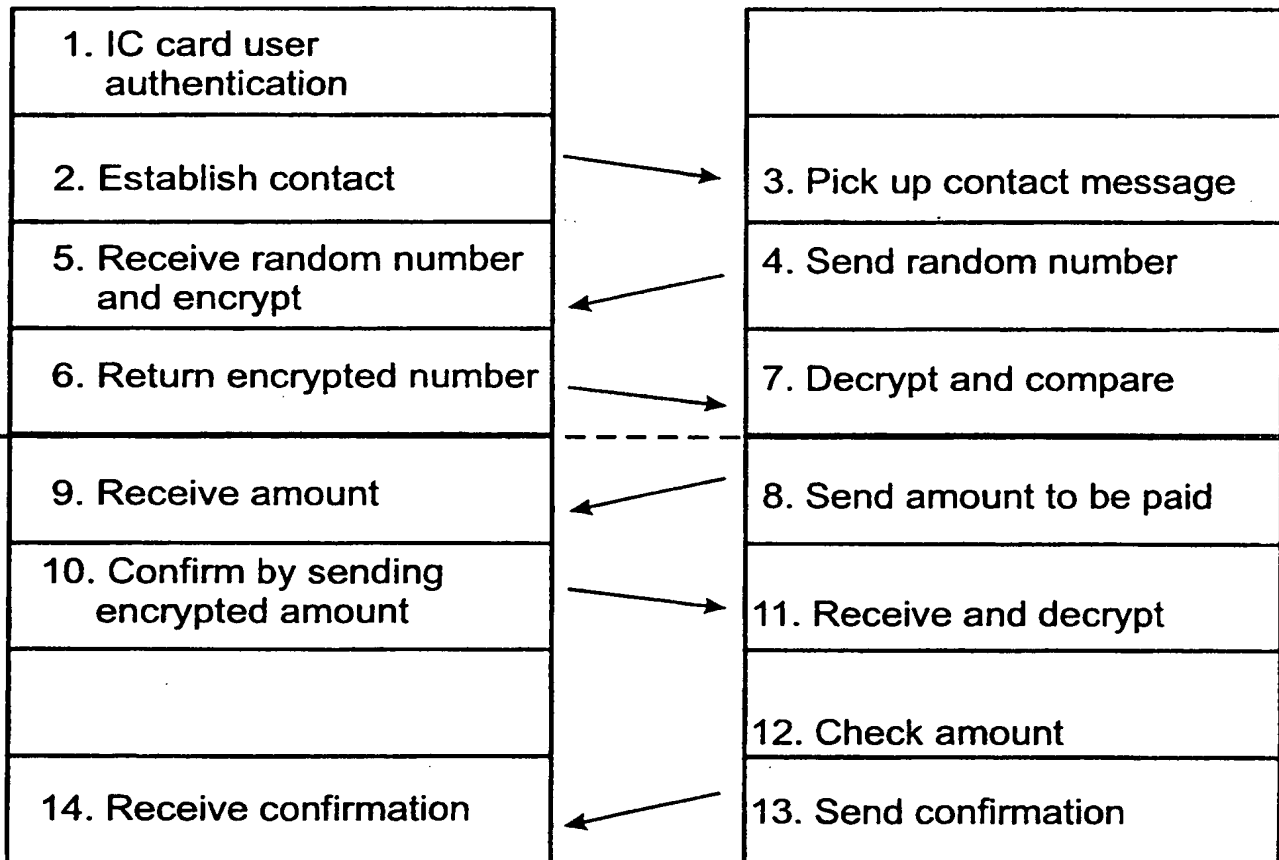 1. IC card user
authentication
2. Establish contact
3. Pick up contact message
5. Receive random number
and encrypt
4. Send random number
6. Return encrypted number
7. Decrypt and compare
9. Receive amount
8. Send amount to be paid
10. Confirm by sending
encrypted amount
11. Receive and decrypt
12. Check amount
14. Receive confirmation
13. Send confirmation